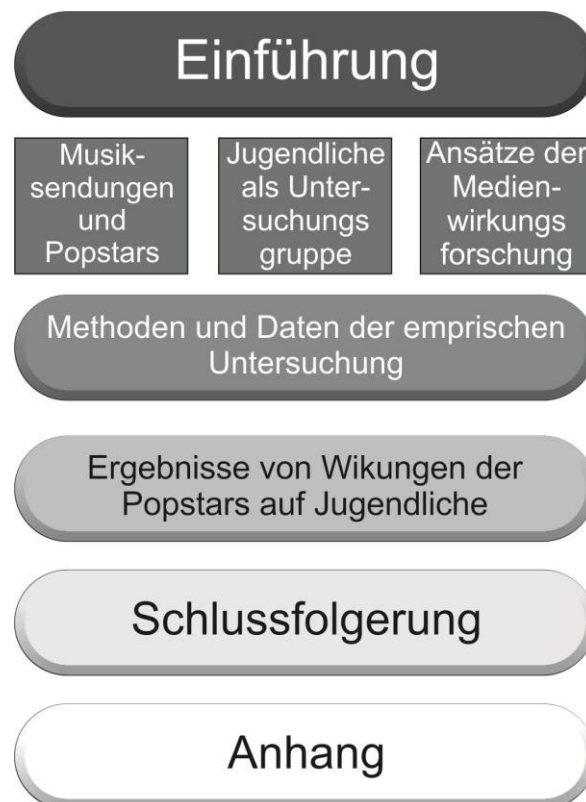 Einführung
Musik-
sendungen
und
Popstars
Jugendliche
als Unter-
suchungs
gruppe
Ansätze der
Medien-
wirkungs
forschung
Methoden und Daten der emprischen
Untersuchung
Ergebnisse von Wikungen der
Popstars auf Jugendliche
Schlussfolgerung
Anhang